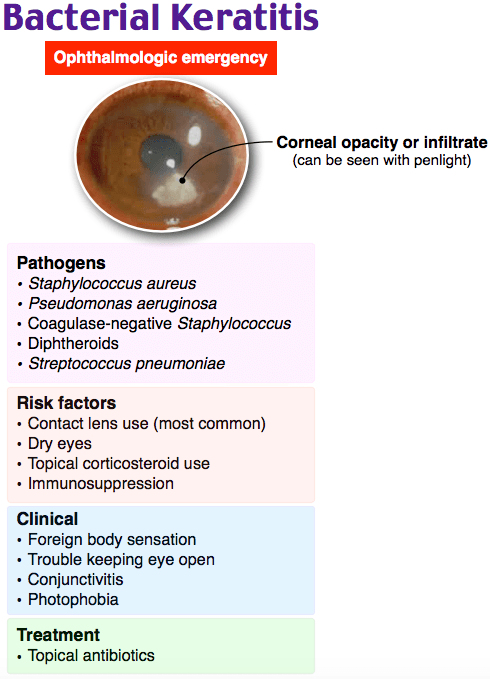 Bacterial Keratitis
Ophthalmologic emergency
Corneal opacity or infiltrate
(can be seen with penlight)
Pathogens
• Staphylococcus aureus
• Pseudomonas aeruginosa
• Coagulase-negative Staphylococcus
• Diphtheroids
• Streptococcus pneumoniae
Risk factors
• Contact lens use (most common)
• Dry eyes
• Topical corticosteroid use
• Immunosuppression
Clinical
• Foreign body sensation
• Trouble keeping eye open
• Conjunctivitis
• Photophobia
Treatment
• Topical antibiotics